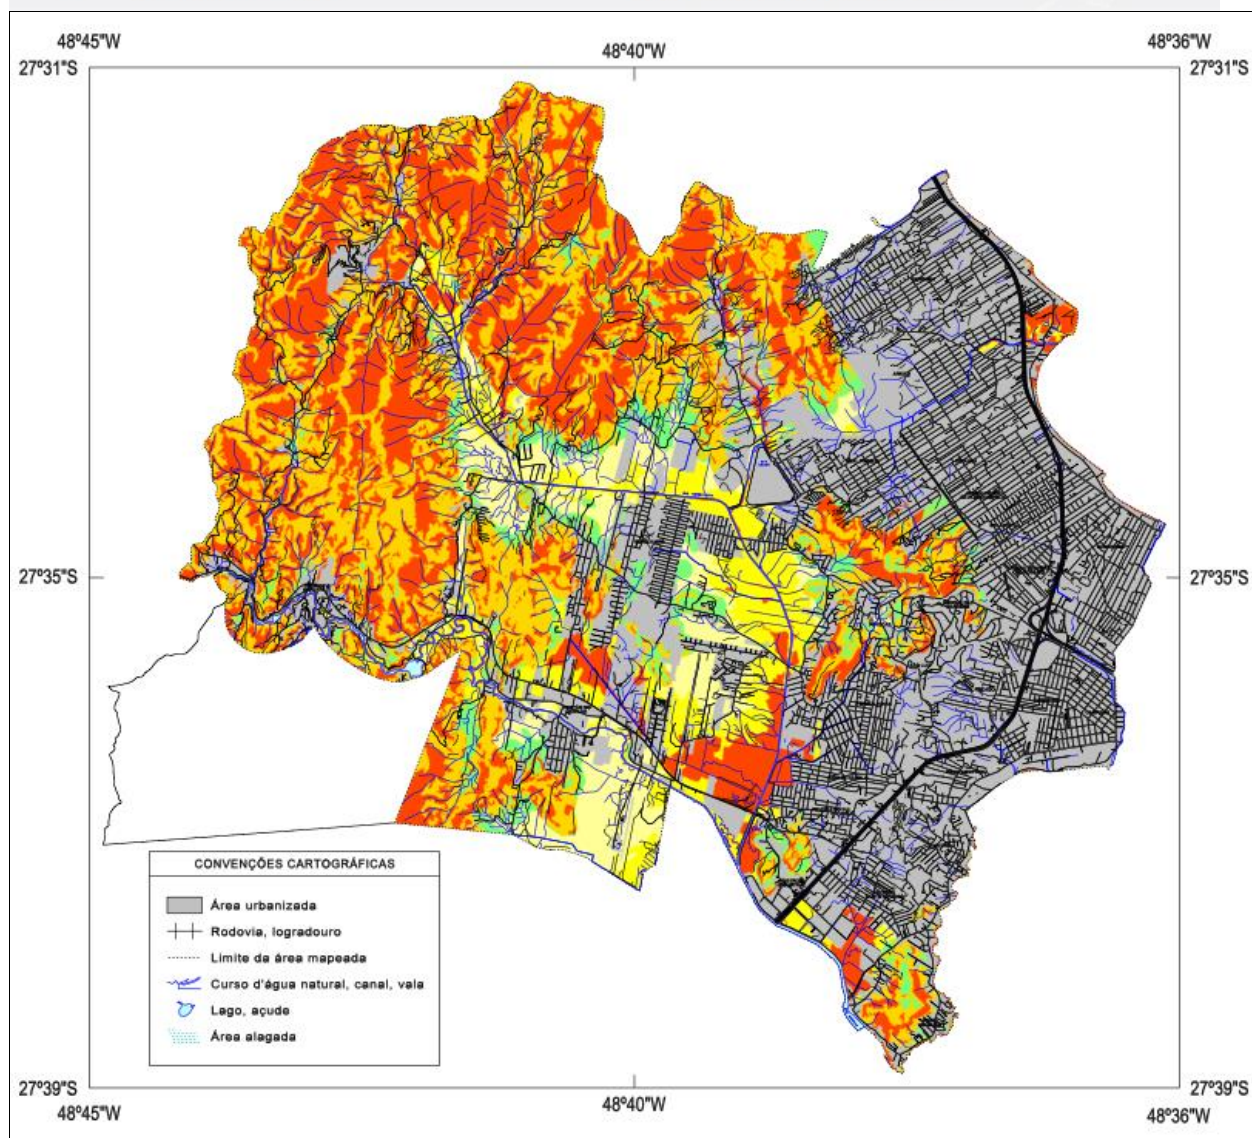 48º45"W
48º40"W
48º36"W
27º31"S
27º31"S
27º35"S
27º35"S
CONVENÇÕES CARTOGRÁFICAS
Área urbanizada
Rodovia, logradouro
Limite da área mapeada
Curso d'água natural, canal, vala
Lago, açude
Área alagada
27º39"S
27º39"S
48º45"W
48º40"W
48º36"W